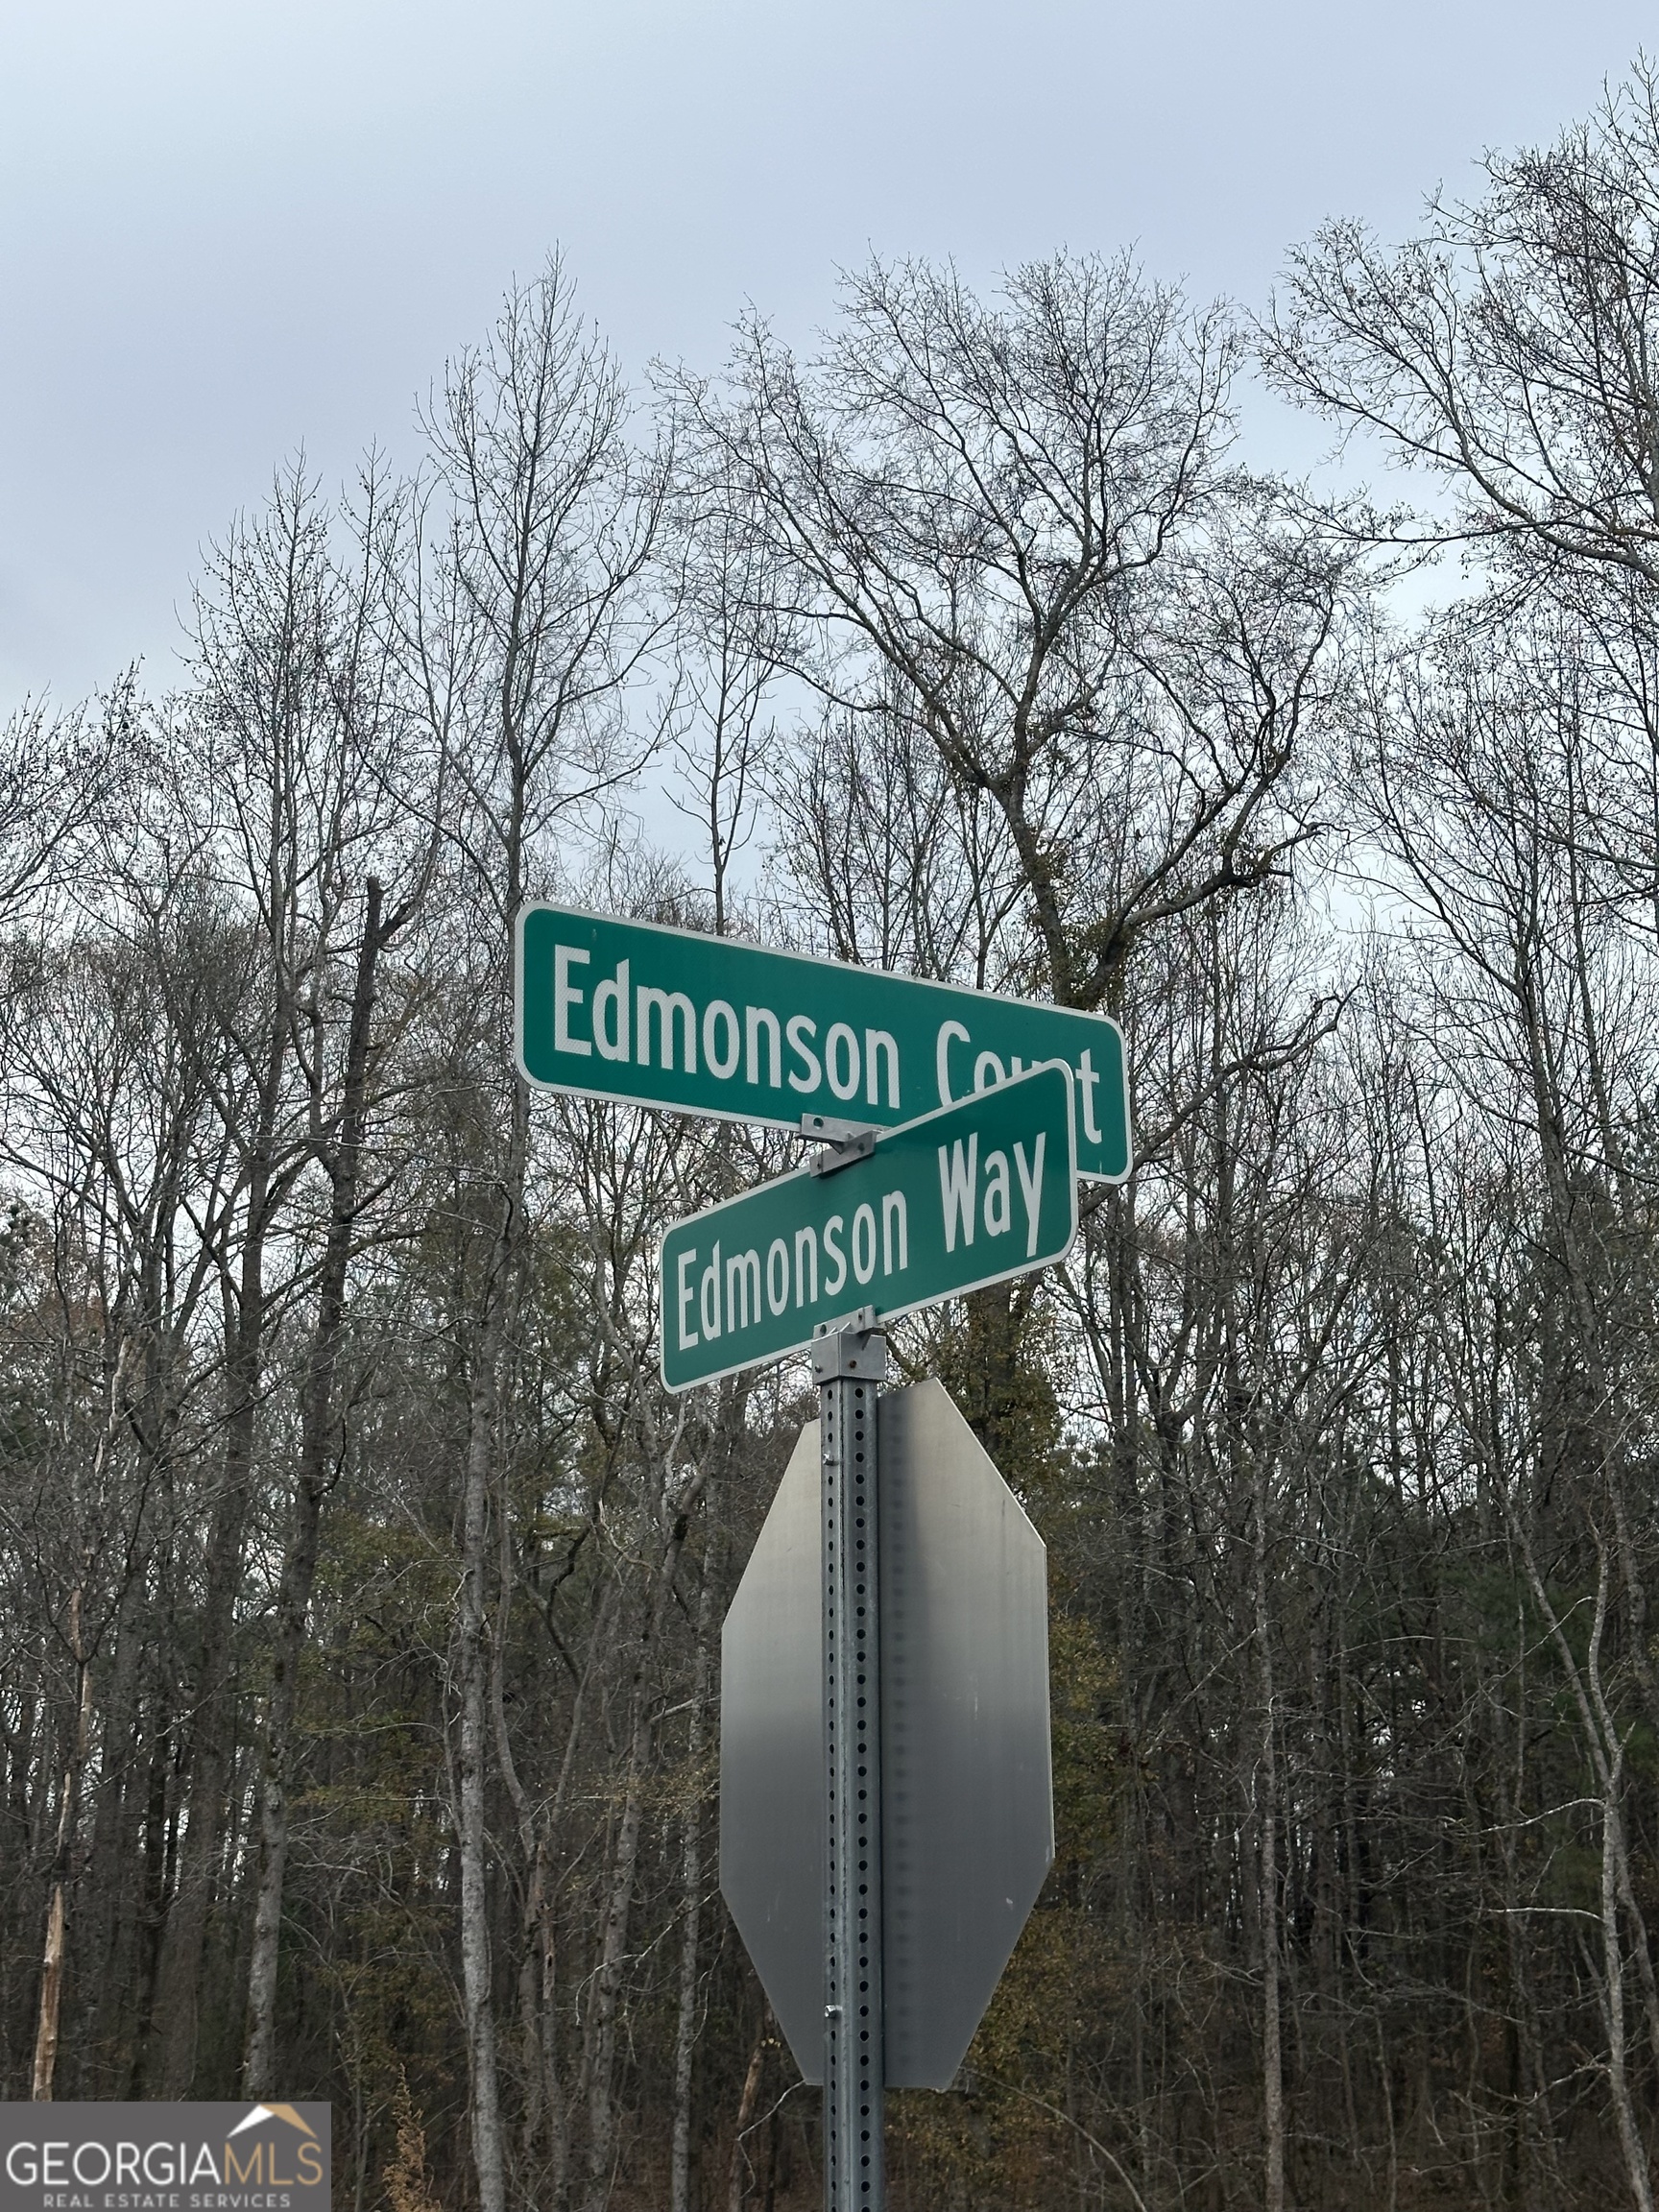 Edmonson Court
Edmonson Way
GEORGIAMLS
REAL ESTATE SERVICES